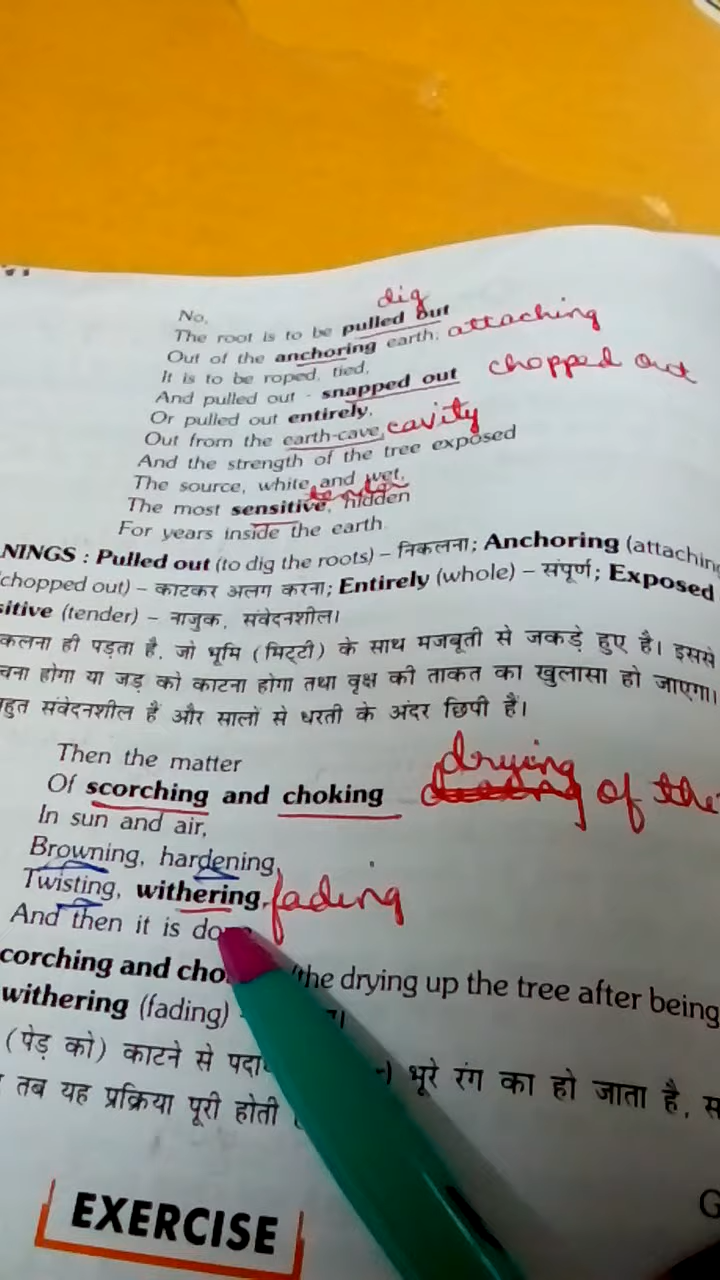 No,
dig
The root is to be pulled out
Out of the anchoring earth; attaching
It is to be roped, tied,
And pulled out - snapped out chopped out
Or pulled out entirely,
Out from the earth-cave, cavity
And the strength of the tree exposed
The source, white and wet,
tender
The most sensitive, hidden
For years inside the earth.
NINGS : Pulled out (to dig the roots) – निकलना; Anchoring (attaching
chopped out) – काटकर अलग करना; Entirely (whole) – संपूर्ण; Exposed
sitive (tender) – नाजुक, संवेदनशील।
कलना ही पड़ता है, जो भूमि (मिट्टी) के साथ मजबूती से जकड़े हुए है। इससे
चना होगा या जड़ को काटना होगा तथा वृक्ष की ताकत का खुलासा हो जाएगा।
हुत संवेदनशील हैं और सालों से धरती के अंदर छिपी हैं।
Then the matter
drying
Of scorching and choking of the
In sun and air,
Browning, hardening,
Twisting, withering, fading
And then it is do
corching and cho the drying up the tree after being
withering (fading)
(पेड़ को) काटने से पदा भूरे रंग का हो जाता है,
तब यह प्रक्रिया पूरी होती
EXERCISE
G